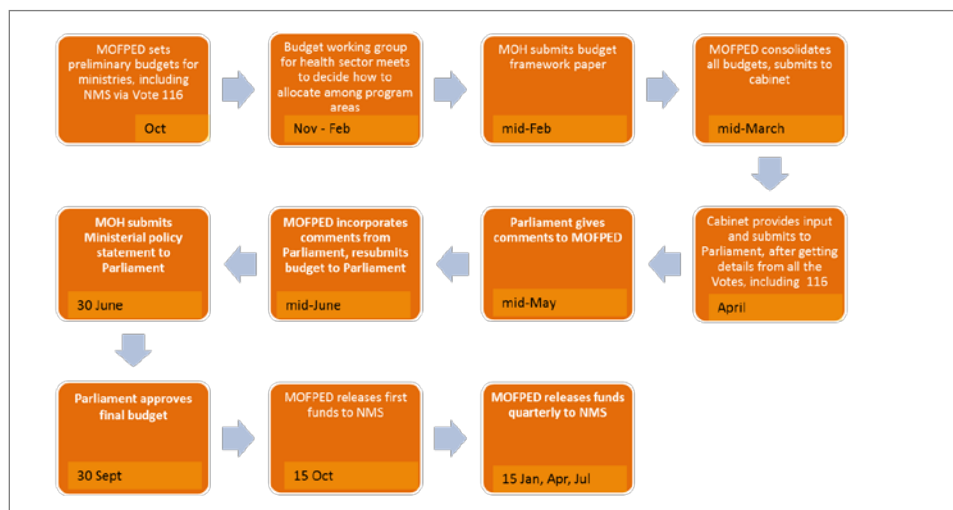 MOFPED sets
preliminary budgets for
ministries, including
NMS via Vote 116
Oct
Budget working group
for health sector meets
to decide how to
allocate among program
areas
Nov - Feb
MOH submits budget
framework paper
mid-Feb
MOFPED consolidates
all budgets, submits to
cabinet
mid-March
Cabinet provides input
and submits to
Parliament, after getting
details from all the
Votes, including 116
April
Parliament gives
comments to MOFPED
mid-May
MOFPED incorporates
comments from
Parliament, resubmits
budget to Parliament
mid-June
MOH submits
Ministerial policy
statement to
Parliament
30 June
Parliament approves
final budget
30 Sept
MOFPED releases first
funds to NMS
15 Oct
MOFPED releases funds
quarterly to NMS
15 Jan, Apr, Jul